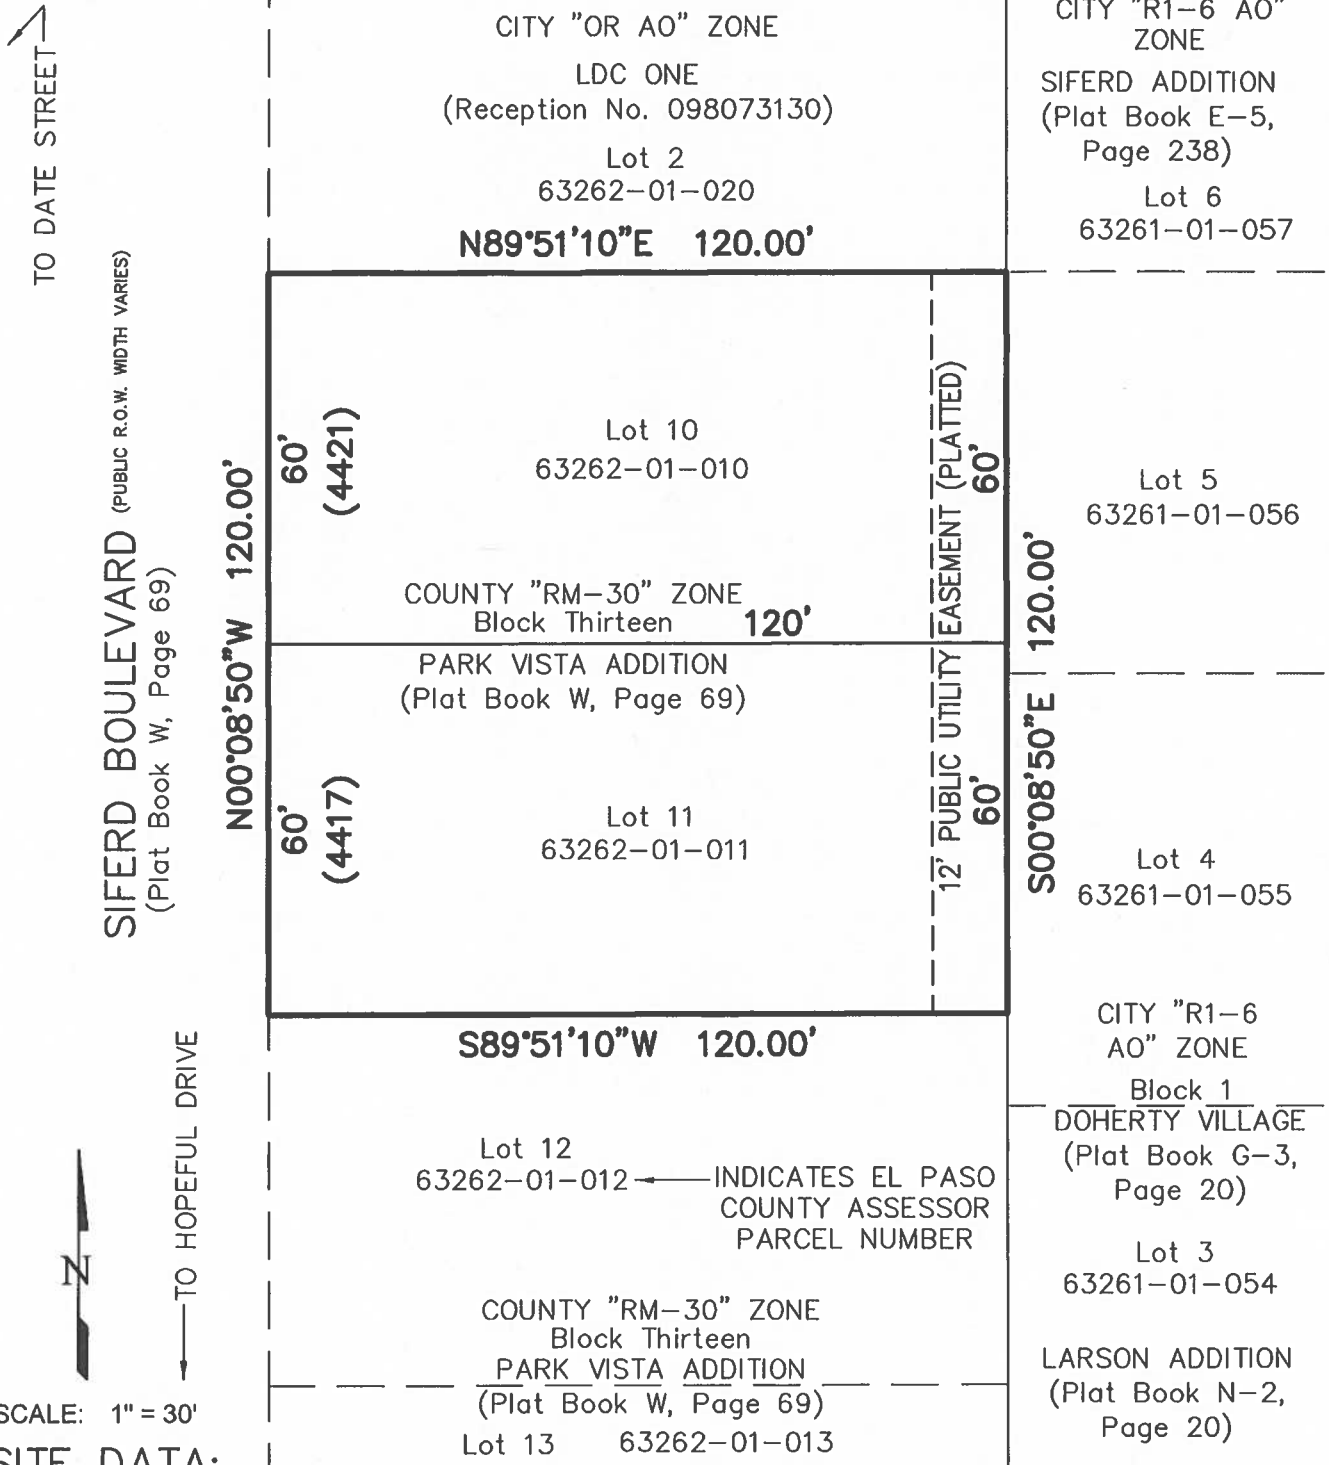 CITY "OR AO" ZONE
LDC ONE
(Reception No. 098073130)
Lot 2
63262-01-020
N89°51'10"E 120.00'
CITY "R1-6 AO"
ZONE
SIFERD ADDITION
(Plat Book E-5,
Page 238)
Lot 6
63261-01-057
TO DATE STREET
SIFERD BOULEVARD (PUBLIC R.O.W. WIDTH VARIES)
(Plat Book W, Page 69)
N00°08'50"W 120.00'
60'
(4421)
Lot 10
63262-01-010
COUNTY "RM-30" ZONE
Block Thirteen 120'
PARK VISTA ADDITION
(Plat Book W, Page 69)
60'
(4417)
Lot 11
63262-01-011
12' PUBLIC UTILITY EASEMENT (PLATTED)
60'
60'
S00°08'50"E 120.00'
Lot 5
63261-01-056
Lot 4
63261-01-055
S89°51'10"W 120.00'
CITY "R1-6
AO" ZONE
Block 1
DOHERTY VILLAGE
(Plat Book G-3,
Page 20)
Lot 3
63261-01-054
LARSON ADDITION
(Plat Book N-2,
Page 20)
Lot 12
63262-01-012
INDICATES EL PASO
COUNTY ASSESSOR
PARCEL NUMBER
COUNTY "RM-30" ZONE
Block Thirteen
PARK VISTA ADDITION
(Plat Book W, Page 69)
Lot 13 63262-01-013
TO HOPEFUL DRIVE
N
SCALE: 1" = 30'
SITE DATA: